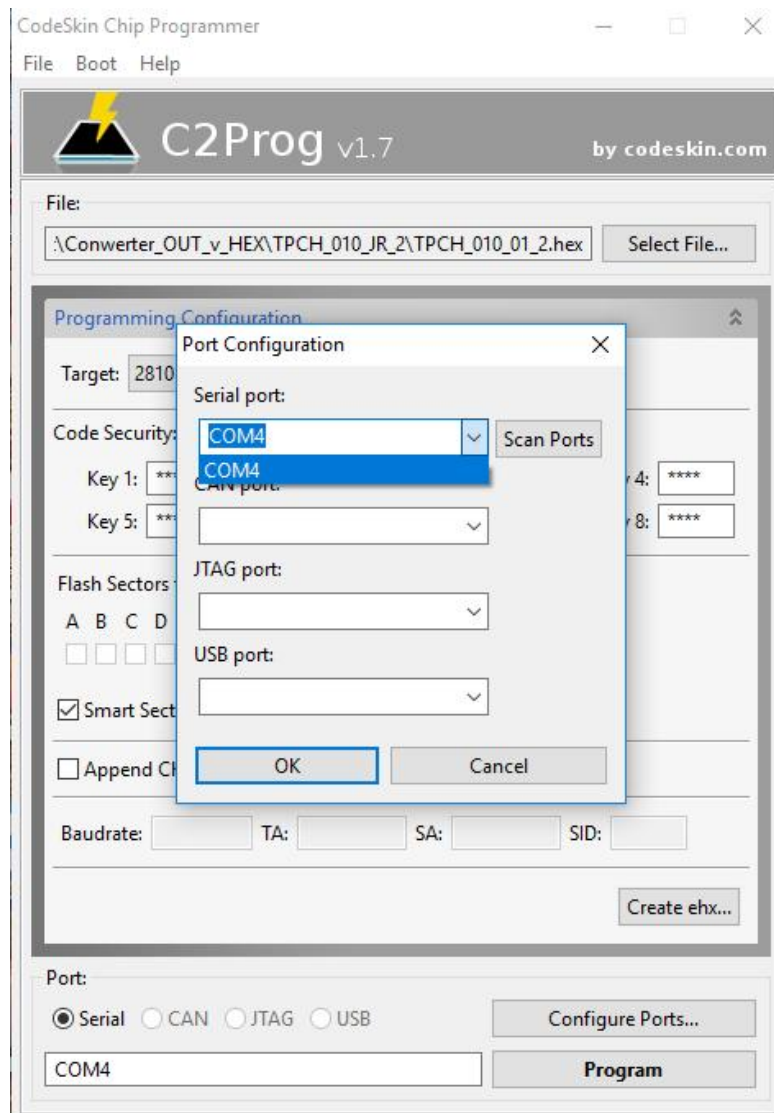 CodeSkin Chip Programmer
File Boot Help
C2Prog v1.7 by codeskin.com
File:
:\Conwerter_OUT_v_HEX\TPCH_010_JR_2\TPCH_010_01_2.hex Select File...
Programming Configuration
Port Configuration
Target: 2810
Serial port:
Code Security:
COM4 Scan Ports
COM4
Key 1: *** 4: ****
CAN port:
Key 5: *** 8: ****
JTAG port:
Flash Sectors
A B C D
USB port:
Smart Sect
Append Ch
OK Cancel
Baudrate: TA: SA: SID:
Create ehx...
Port:
Serial CAN JTAG USB Configure Ports...
COM4 Program